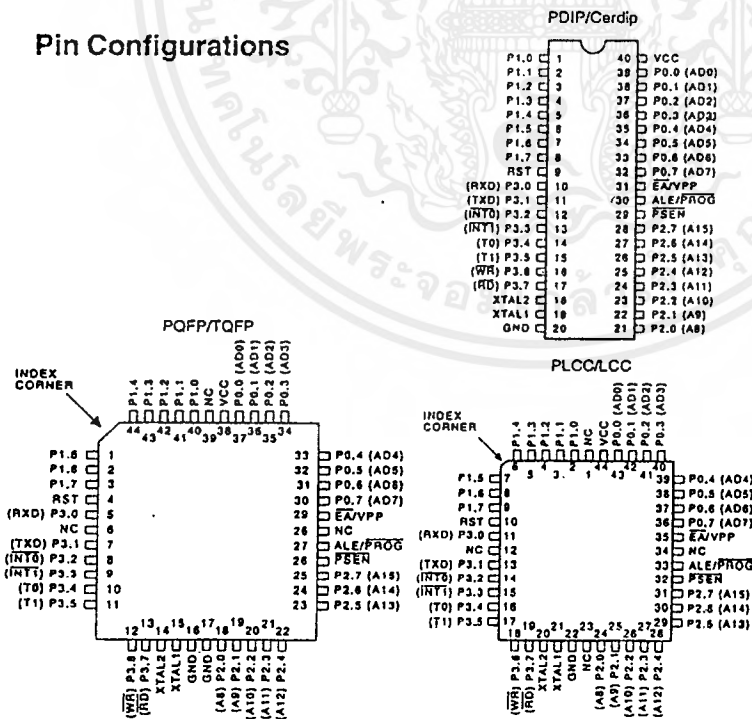 Pin Configurations
PDIP/Cerdip
P1.0 1 40 VCC
P1.1 2 39 P0.0 (AD0)
P1.2 3 38 P0.1 (AD1)
P1.3 4 37 P0.2 (AD2)
P1.4 5 36 P0.3 (AD3)
P1.5 6 35 P0.4 (AD4)
P1.6 7 34 P0.5 (AD5)
P1.7 8 33 P0.6 (AD6)
RST 9 32 P0.7 (AD7)
(RXD) P3.0 10 31 E̅A̅/VPP
(TXD) P3.1 11 30 ALE/P̅R̅O̅G̅
(I̅N̅T̅0̅) P3.2 12 29 P̅S̅E̅N̅
(I̅N̅T̅1̅) P3.3 13 28 P2.7 (A15)
(T0) P3.4 14 27 P2.6 (A14)
(T1) P3.5 15 26 P2.5 (A13)
(W̅R̅) P3.6 16 25 P2.4 (A12)
(R̅D̅) P3.7 17 24 P2.3 (A11)
XTAL2 18 23 P2.2 (A10)
XTAL1 19 22 P2.1 (A9)
GND 20 21 P2.0 (A8)
PQFP/TQFP
INDEX
CORNER
P1.4 P1.3 P1.2 P1.1 P1.0 NC VCC P0.0 (AD0) P0.1 (AD1) P0.2 (AD2) P0.3 (AD3)
44 43 42 41 40 39 38 37 36 35 34
P1.5 1 33 P0.4 (AD4)
P1.6 2 32 P0.5 (AD5)
P1.7 3 31 P0.6 (AD6)
RST 4 30 P0.7 (AD7)
(RXD) P3.0 5 29 E̅A̅/VPP
NC 6 28 NC
(TXD) P3.1 7 27 ALE/P̅R̅O̅G̅
(I̅N̅T̅0̅) P3.2 8 26 P̅S̅E̅N̅
(I̅N̅T̅1̅) P3.3 9 25 P2.7 (A15)
(T0) P3.4 10 24 P2.6 (A14)
(T1) P3.5 11 23 P2.5 (A13)
12 13 14 15 16 17 18 19 20 21 22
(W̅R̅) P3.6 (R̅D̅) P3.7 XTAL2 XTAL1 GND GND (A8) P2.0 (A9) P2.1 (A10) P2.2 (A11) P2.3 (A12) P2.4
PLCC/LCC
INDEX
CORNER
P1.4 P1.3 P1.2 P1.1 P1.0 NC VCC P0.0 (AD0) P0.1 (AD1) P0.2 (AD2) P0.3 (AD3)
6 5 4 3 2 1 44 43 42 41 40
P1.5 7 39 P0.4 (AD4)
P1.6 8 38 P0.5 (AD5)
P1.7 9 37 P0.6 (AD6)
RST 10 36 P0.7 (AD7)
(RXD) P3.0 11 35 E̅A̅/VPP
NC 12 34 NC
(TXD) P3.1 13 33 ALE/P̅R̅O̅G̅
(I̅N̅T̅0̅) P3.2 14 32 P̅S̅E̅N̅
(I̅N̅T̅1̅) P3.3 15 31 P2.7 (A15)
(T0) P3.4 16 30 P2.6 (A14)
(T1) P3.5 17 29 P2.5 (A13)
18 19 20 21 22 23 24 25 26 27 28
(W̅R̅) P3.6 (R̅D̅) P3.7 XTAL2 XTAL1 GND NC (A8) P2.0 (A9) P2.1 (A10) P2.2 (A11) P2.3 (A12) P2.4